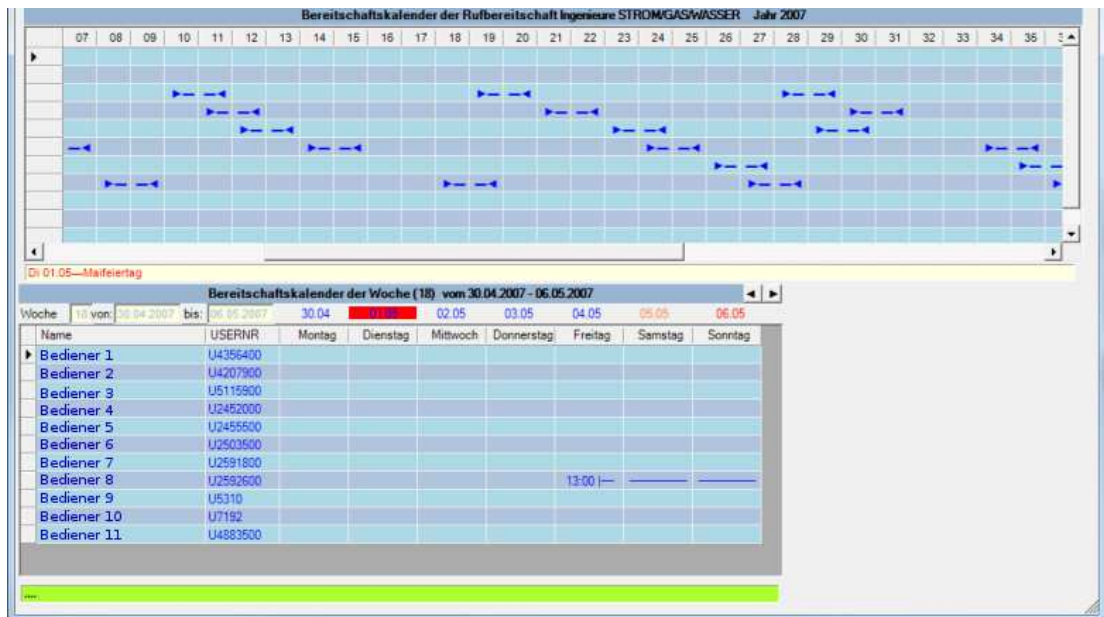 Bereitschaftskalender der Rufbereitschaft Ingenieure STROM/GAS/WASSER Jahr 2007
07 08 09 10 11 12 13 14 15 16 17 18 19 20 21 22 23 24 25 26 27 28 29 30 31 32 33 34 35
Di 01.05—Maifeiertag
Bereitschaftskalender der Woche (18) vom 30.04.2007 - 06.05.2007
Woche 18 von: 30.04.2007 bis: 06.05.2007 30.04 01.05 02.05 03.05 04.05 05.05 06.05
Name USERNR Montag Dienstag Mittwoch Donnerstag Freitag Samstag Sonntag
Bediener 1 U4356400
Bediener 2 U4207900
Bediener 3 U5115900
Bediener 4 U2452000
Bediener 5 U2455500
Bediener 6 U2503500
Bediener 7 U2591800
Bediener 8 U2592600 13:00
Bediener 9 U5310
Bediener 10 U7192
Bediener 11 U4883500
....